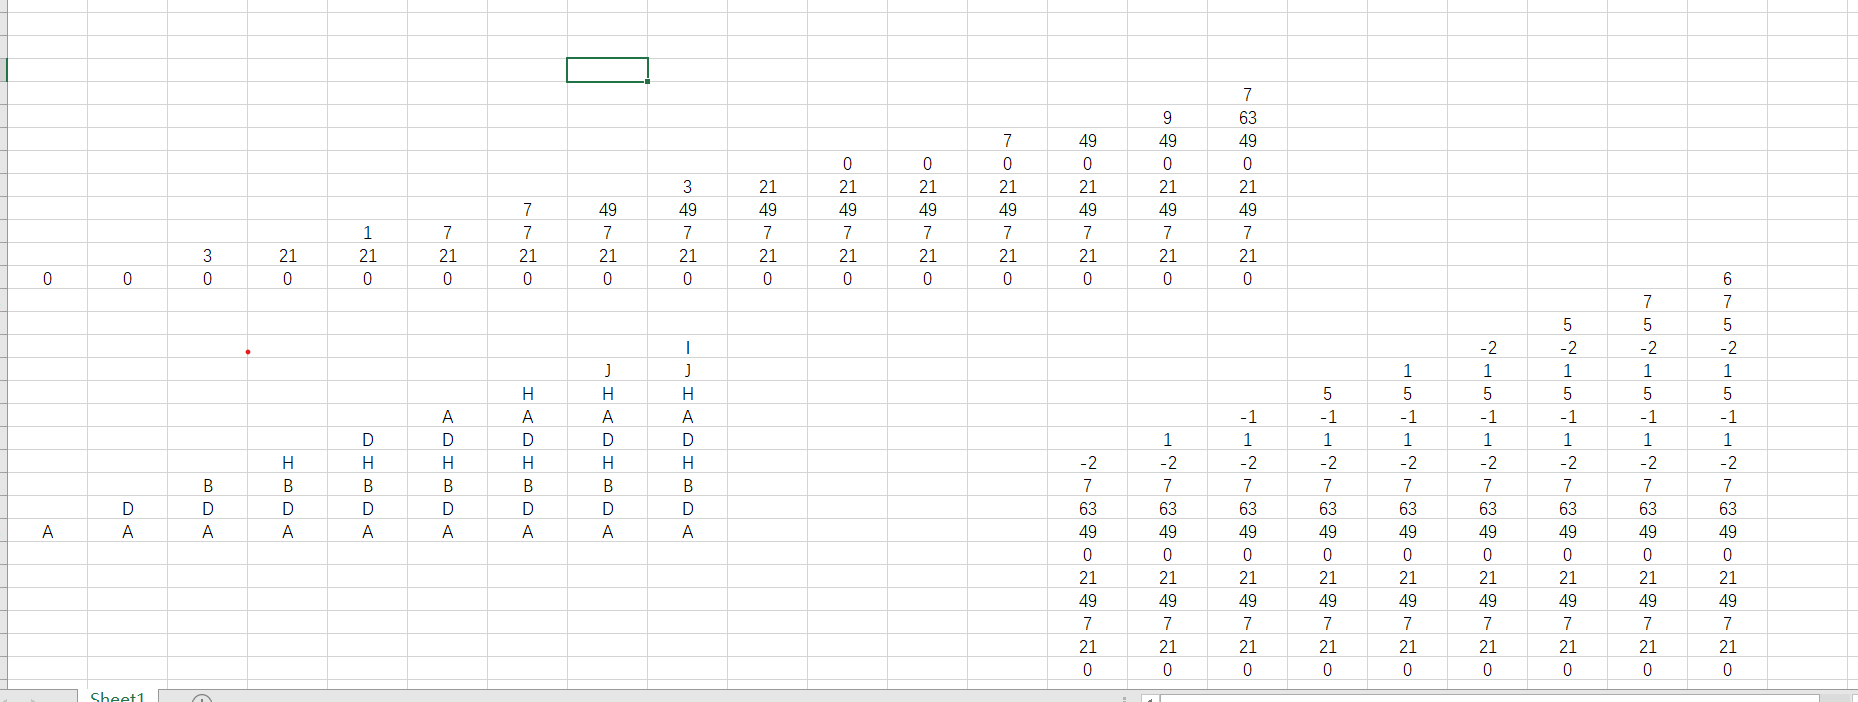 7
9 63
7 49 49 49
0 0 0 0 0 0
3 21 21 21 21 21 21 21
7 49 49 49 49 49 49 49 49 49
1 7 7 7 7 7 7 7 7 7 7 7
3 21 21 21 21 21 21 21 21 21 21 21 21 21
0 0 0 0 0 0 0 0 0 0 0 0 0 0 0 0 6
7 7
5 5 5
I -2 -2 -2 -2
J J 1 1 1 1 1
H H H 5 5 5 5 5 5
A A A A -1 -1 -1 -1 -1 -1 -1
D D D D D 1 1 1 1 1 1 1 1
H H H H H H -2 -2 -2 -2 -2 -2 -2 -2 -2
B B B B B B B 7 7 7 7 7 7 7 7 7
D D D D D D D D 63 63 63 63 63 63 63 63 63
A A A A A A A A A 49 49 49 49 49 49 49 49 49
0 0 0 0 0 0 0 0 0
21 21 21 21 21 21 21 21 21
49 49 49 49 49 49 49 49 49
7 7 7 7 7 7 7 7 7
21 21 21 21 21 21 21 21 21
0 0 0 0 0 0 0 0 0
Sheet1